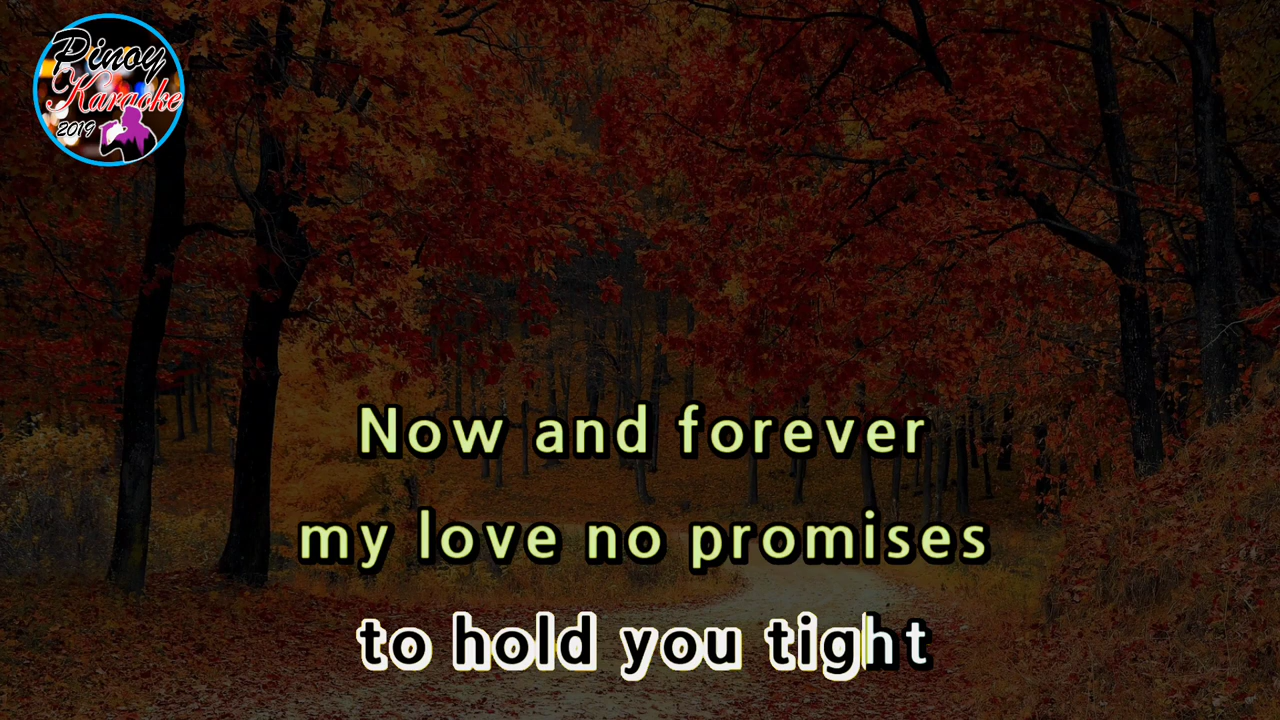 Pinoy
Karaoke
2019
Now and forever
my love no promises
to hold you tight